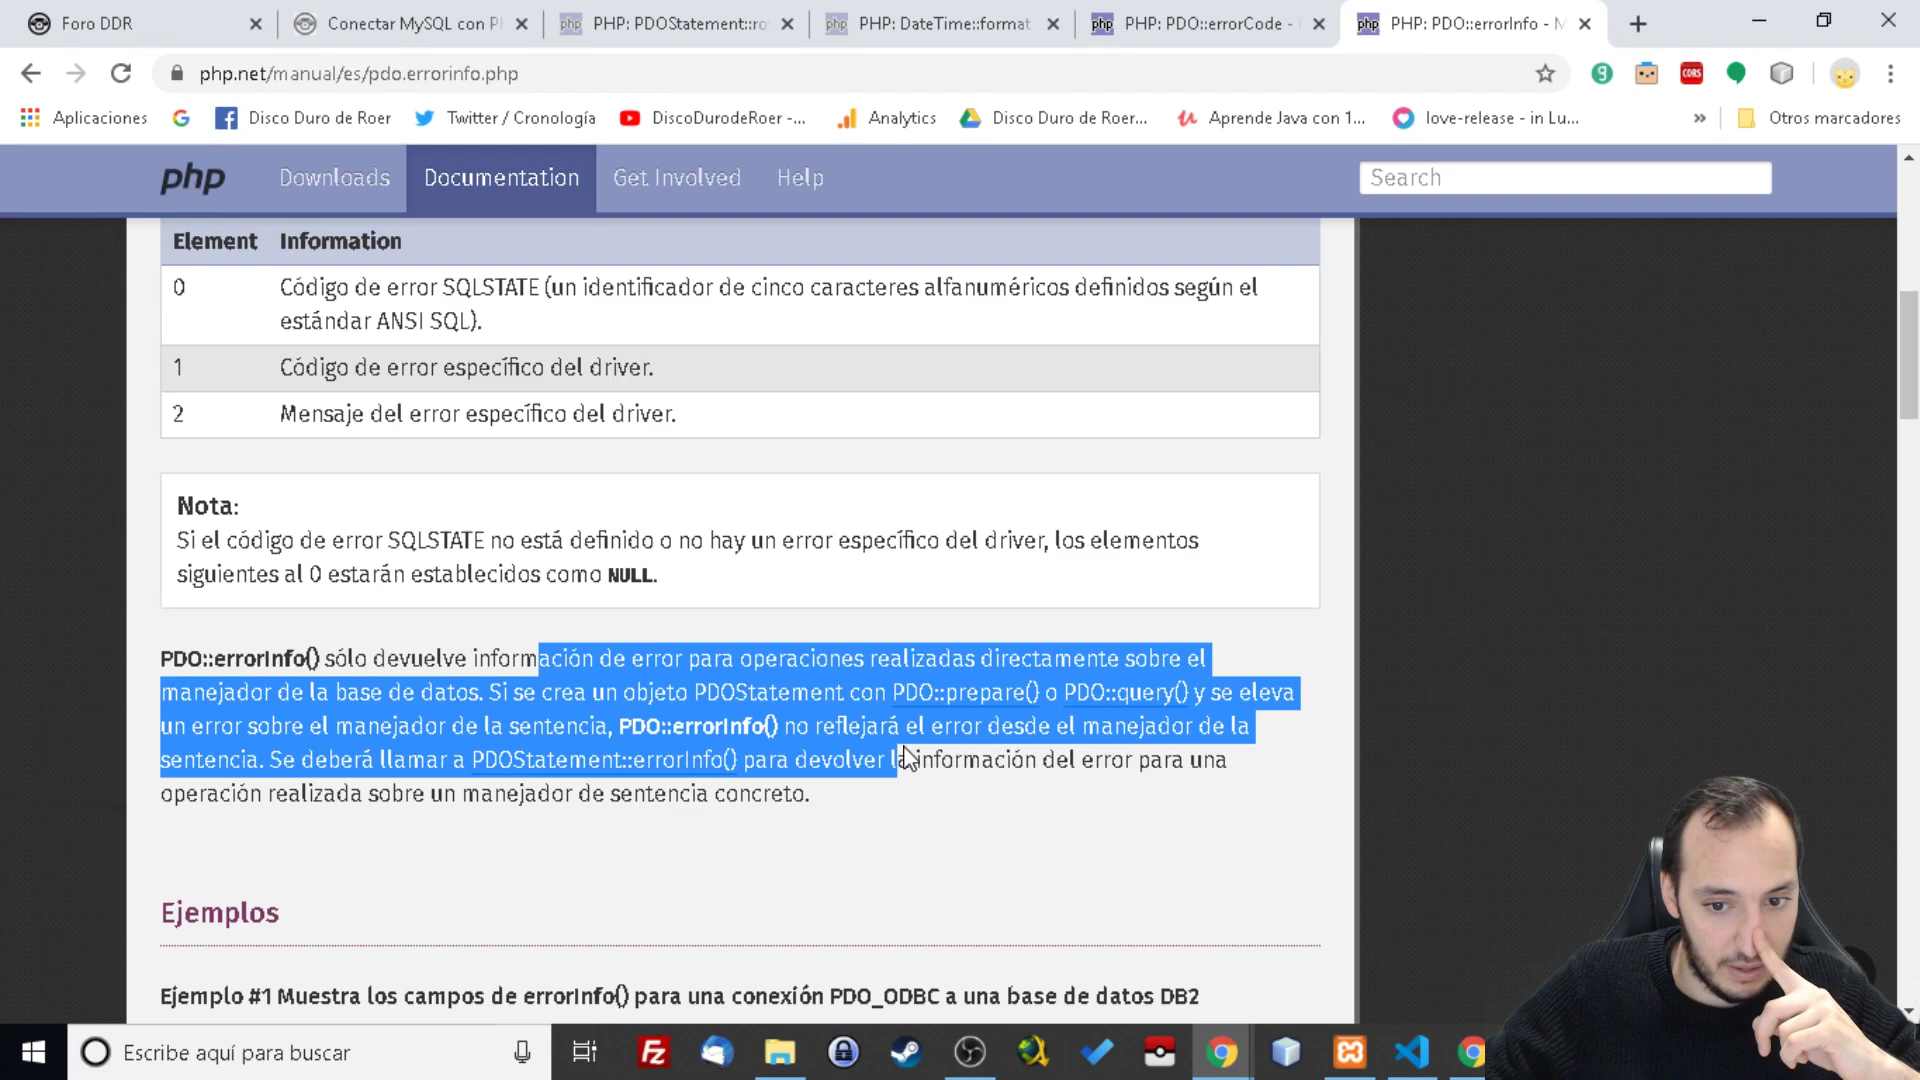 Foro DDR
Conectar MySQL con P
PHP: PDOStatement::ro
PHP: DateTime::format
PHP: PDO::errorCode -
PHP: PDO::errorInfo - M
php.net/manual/es/pdo.errorinfo.php
Aplicaciones
Disco Duro de Roer
Twitter / Cronología
DiscoDurodeRoer -...
Analytics
Disco Duro de Roer...
Aprende Java con 1...
love-release - in Lu...
»
Otros marcadores
php
Downloads
Documentation
Get Involved
Help
Search
Element Information
0 Código de error SQLSTATE (un identificador de cinco caracteres alfanuméricos definidos según el
estándar ANSI SQL).
1 Código de error específico del driver.
2 Mensaje del error específico del driver.
Nota:
Si el código de error SQLSTATE no está definido o no hay un error específico del driver, los elementos
siguientes al 0 estarán establecidos como NULL.
PDO::errorInfo() sólo devuelve información de error para operaciones realizadas directamente sobre el
manejador de la base de datos. Si se crea un objeto PDOStatement con PDO::prepare() o PDO::query() y se eleva
un error sobre el manejador de la sentencia, PDO::errorInfo() no reflejará el error desde el manejador de la
sentencia. Se deberá llamar a PDOStatement::errorInfo() para devolver la información del error para una
operación realizada sobre un manejador de sentencia concreto.
Ejemplos
Ejemplo #1 Muestra los campos de errorInfo() para una conexión PDO_ODBC a una base de datos DB2
Escribe aquí para buscar